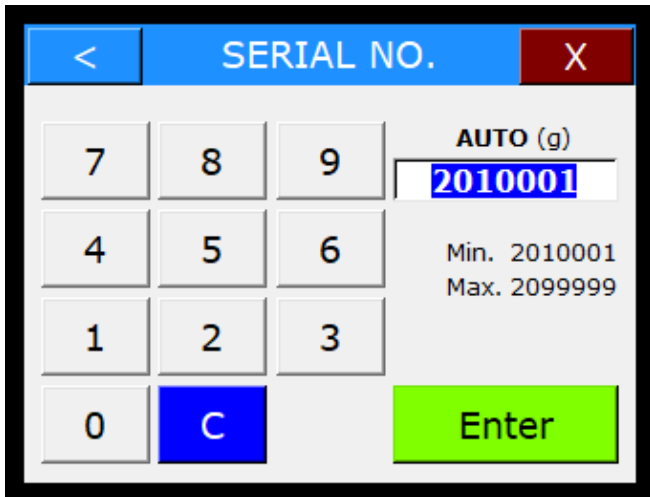 < SERIAL NO. X
7 8 9
AUTO (g)
2010001
4 5 6
Min. 2010001
Max. 2099999
1 2 3
0 C Enter